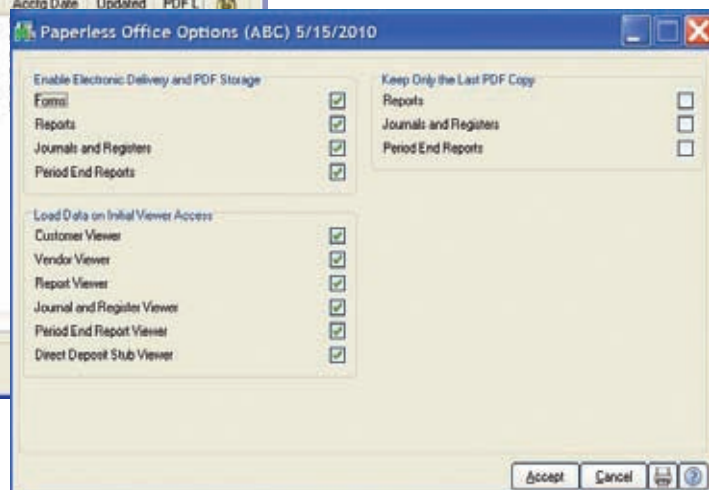 Acctg Date Updated PDF L
Paperless Office Options (ABC) 5/15/2010
Enable Electronic Delivery and PDF Storage
Forms
Reports
Journals and Registers
Period End Reports
Keep Only the Last PDF Copy
Reports
Journals and Registers
Period End Reports
Load Data on Initial Viewer Access
Customer Viewer
Vendor Viewer
Report Viewer
Journal and Register Viewer
Period End Report Viewer
Direct Deposit Stub Viewer
Accept Cancel